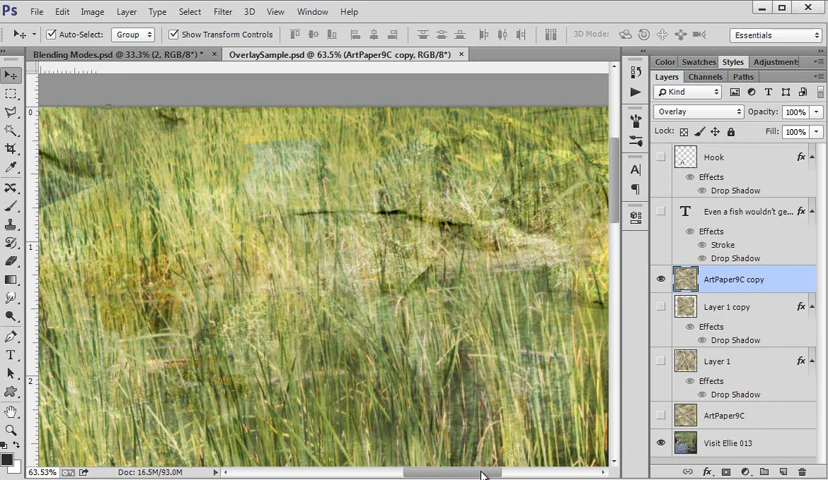 Ps File Edit Image Layer Type Select Filter 3D View Window Help
Auto-Select: Group Show Transform Controls 3D Mode: Essentials
Blending Modes.psd @ 33.3% (2, RGB/8*) * × OverlaySample.psd @ 63.5% (ArtPaper9C copy, RGB/8*) ×
Color Swatches Styles Adjustments
Layers Channels Paths
Kind
Overlay Opacity: 100%
Lock: Fill: 100%
Hook fx
Effects
Drop Shadow
T Even a fish wouldn't ge... fx
Effects
Stroke
Drop Shadow
ArtPaper9C copy
Layer 1 copy fx
Effects
Drop Shadow
Layer 1 fx
Effects
Drop Shadow
ArtPaper9C
Visit Ellie 013
0
1
2
63.53% Doc: 16.5M/93.0M